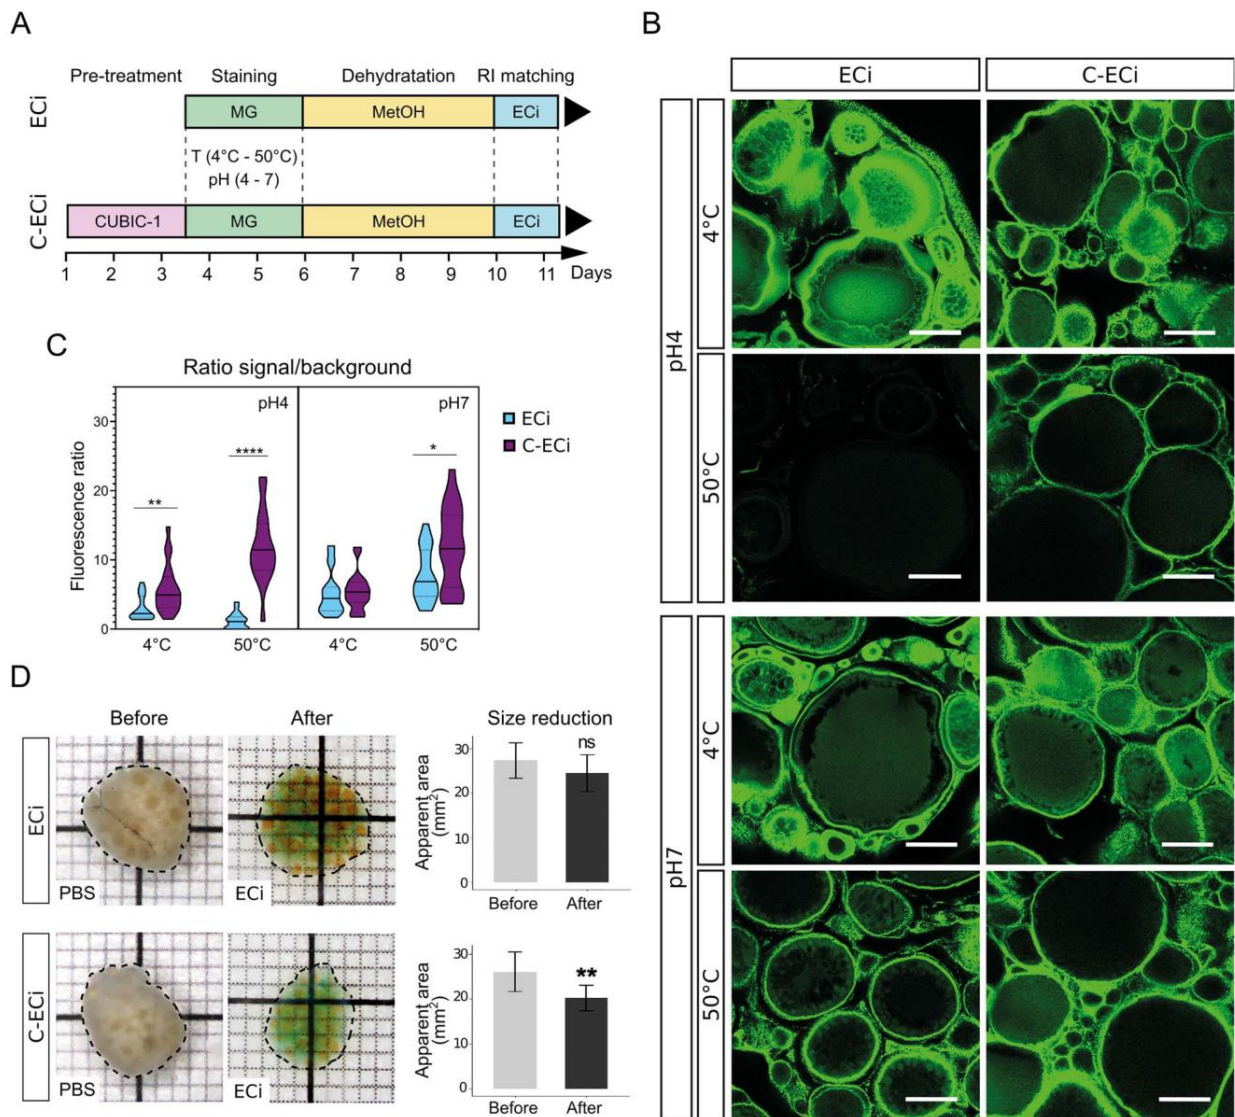 A
Pre-treatment Staining Dehydratation RI matching
ECi
MG MetOH ECi
T (4°C - 50°C)
pH (4 - 7)
C-ECi
CUBIC-1 MG MetOH ECi
1 2 3 4 5 6 7 8 9 10 11 Days
B
ECi C-ECi
pH4
4°C
50°C
pH7
4°C
50°C
C
Ratio signal/background
Fluorescence ratio
30
20
10
0
pH4 pH7
** **** *
4°C 50°C 4°C 50°C
ECi
C-ECi
D
Before After Size reduction
ECi
PBS
ECi
Apparent area
(mm²)
30
20
10
0
ns
Before After
C-ECi
PBS
ECi
Apparent area
(mm²)
30
20
10
0
**
Before After